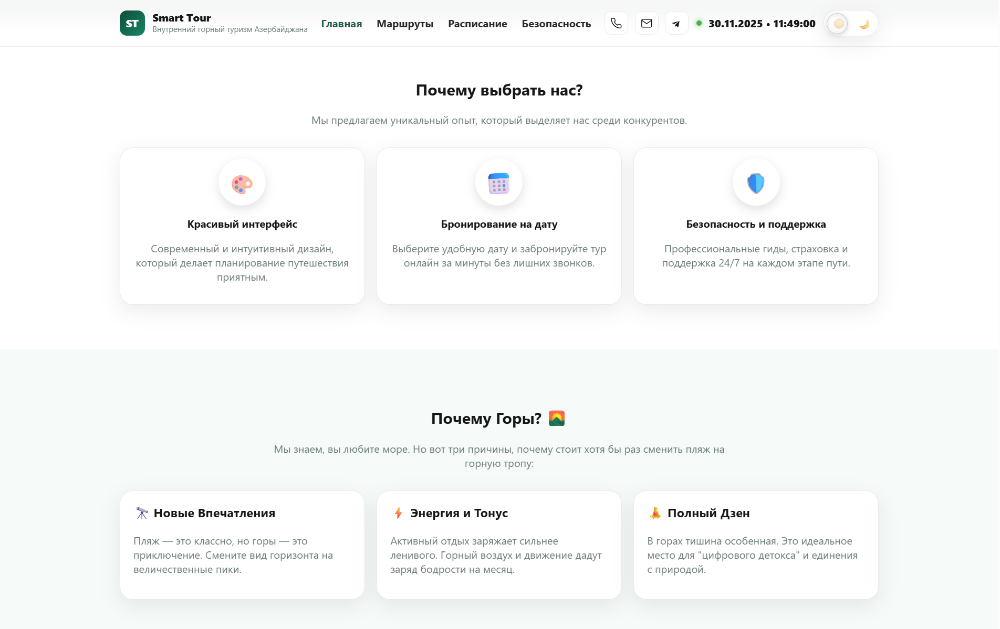 ST
Smart Tour
Внутренний горный туризм Азербайджана
Главная
Маршруты
Расписание
Безопасность
30.11.2025 • 11:49:00
Почему выбрать нас?
Мы предлагаем уникальный опыт, который выделяет нас среди конкурентов.
Красивый интерфейс
Современный и интуитивный дизайн,
который делает планирование путешествия
приятным.
Бронирование на дату
Выберите удобную дату и забронируйте тур
онлайн за минуты без лишних звонков.
Безопасность и поддержка
Профессиональные гиды, страховка и
поддержка 24/7 на каждом этапе пути.
Почему Горы?
Мы знаем, вы любите море. Но вот три причины, почему стоит хотя бы раз сменить пляж на
горную тропу:
Новые Впечатления
Пляж — это классно, но горы — это
приключение. Смените вид горизонта на
величественные пики.
Энергия и Тонус
Активный отдых заряжает сильнее
ленивого. Горный воздух и движение дадут
заряд бодрости на месяц.
Полный Дзен
В горах тишина особенная. Это идеальное
место для "цифрового детокса" и единения
с природой.